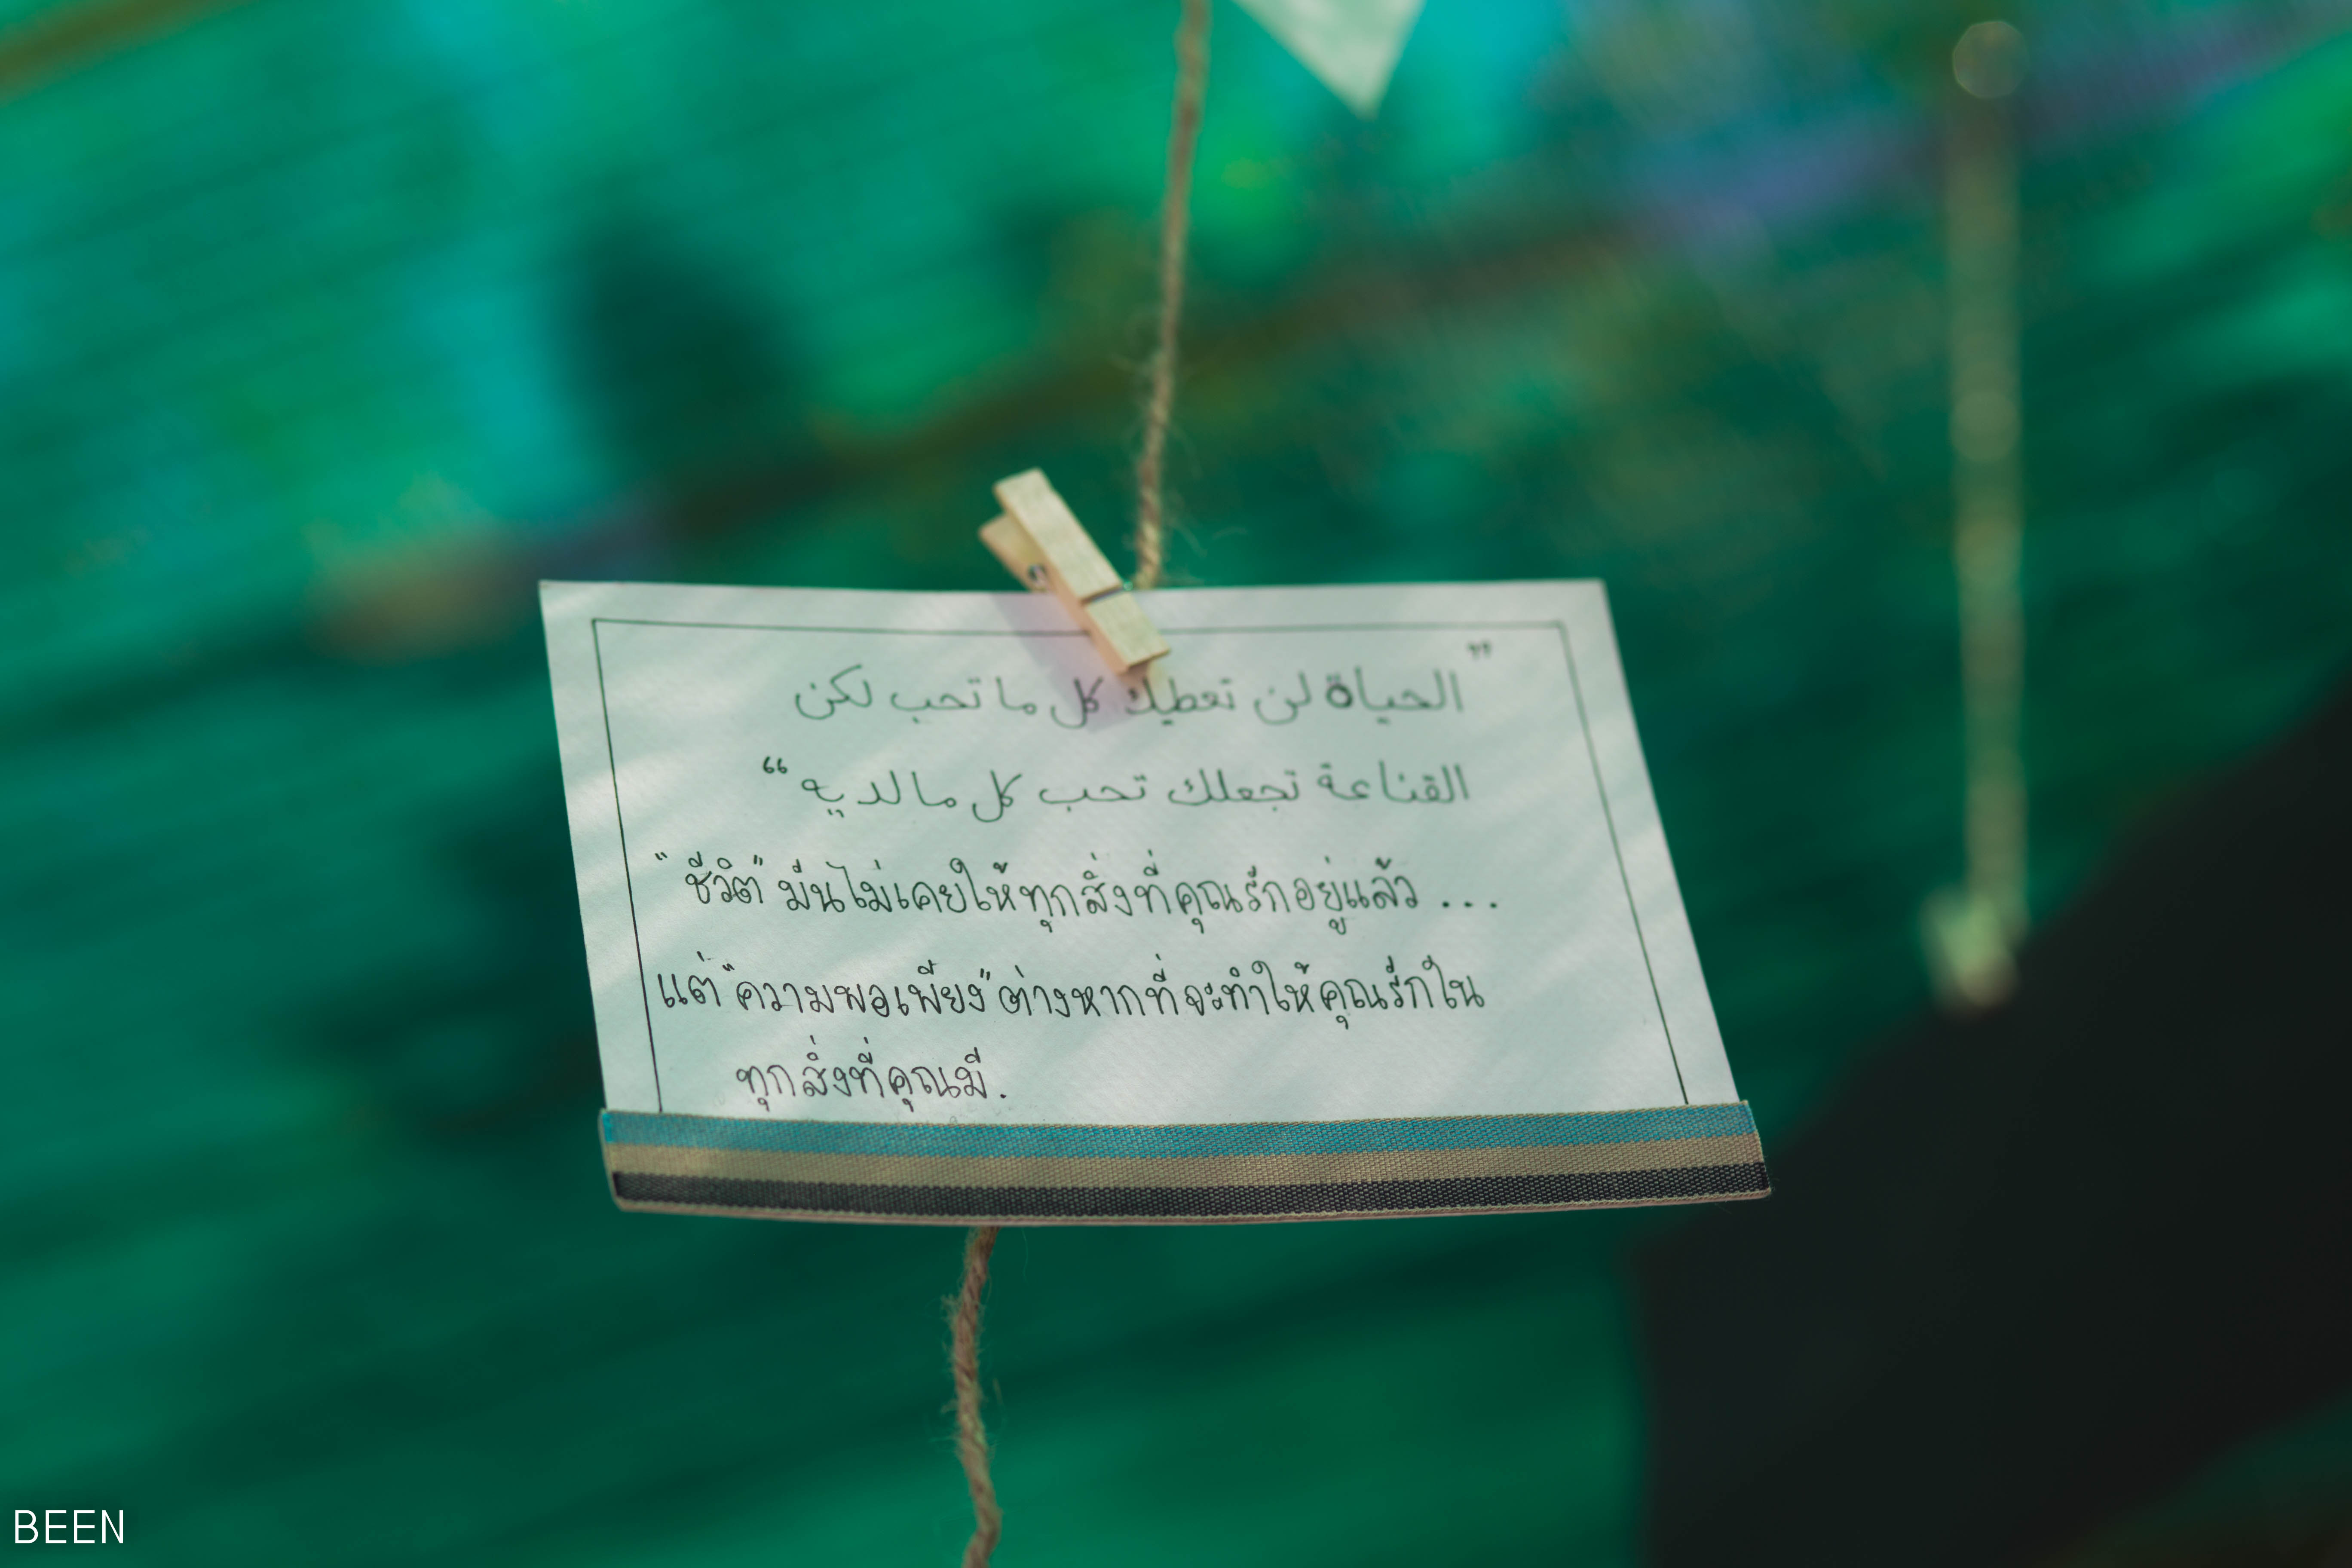 ” الحياة لن تعطيك كل ما تحب لكن
القناعة تجعلك تحب كل ما لديه “
“ชีวิต” มันไม่เคยให้ทุกสิ่งที่คุณรักอยู่แล้ว ...
แต่ “ความพอเพียง” ต่างหากที่จะทำให้คุณรักใน
ทุกสิ่งที่คุณมี.
BEEN